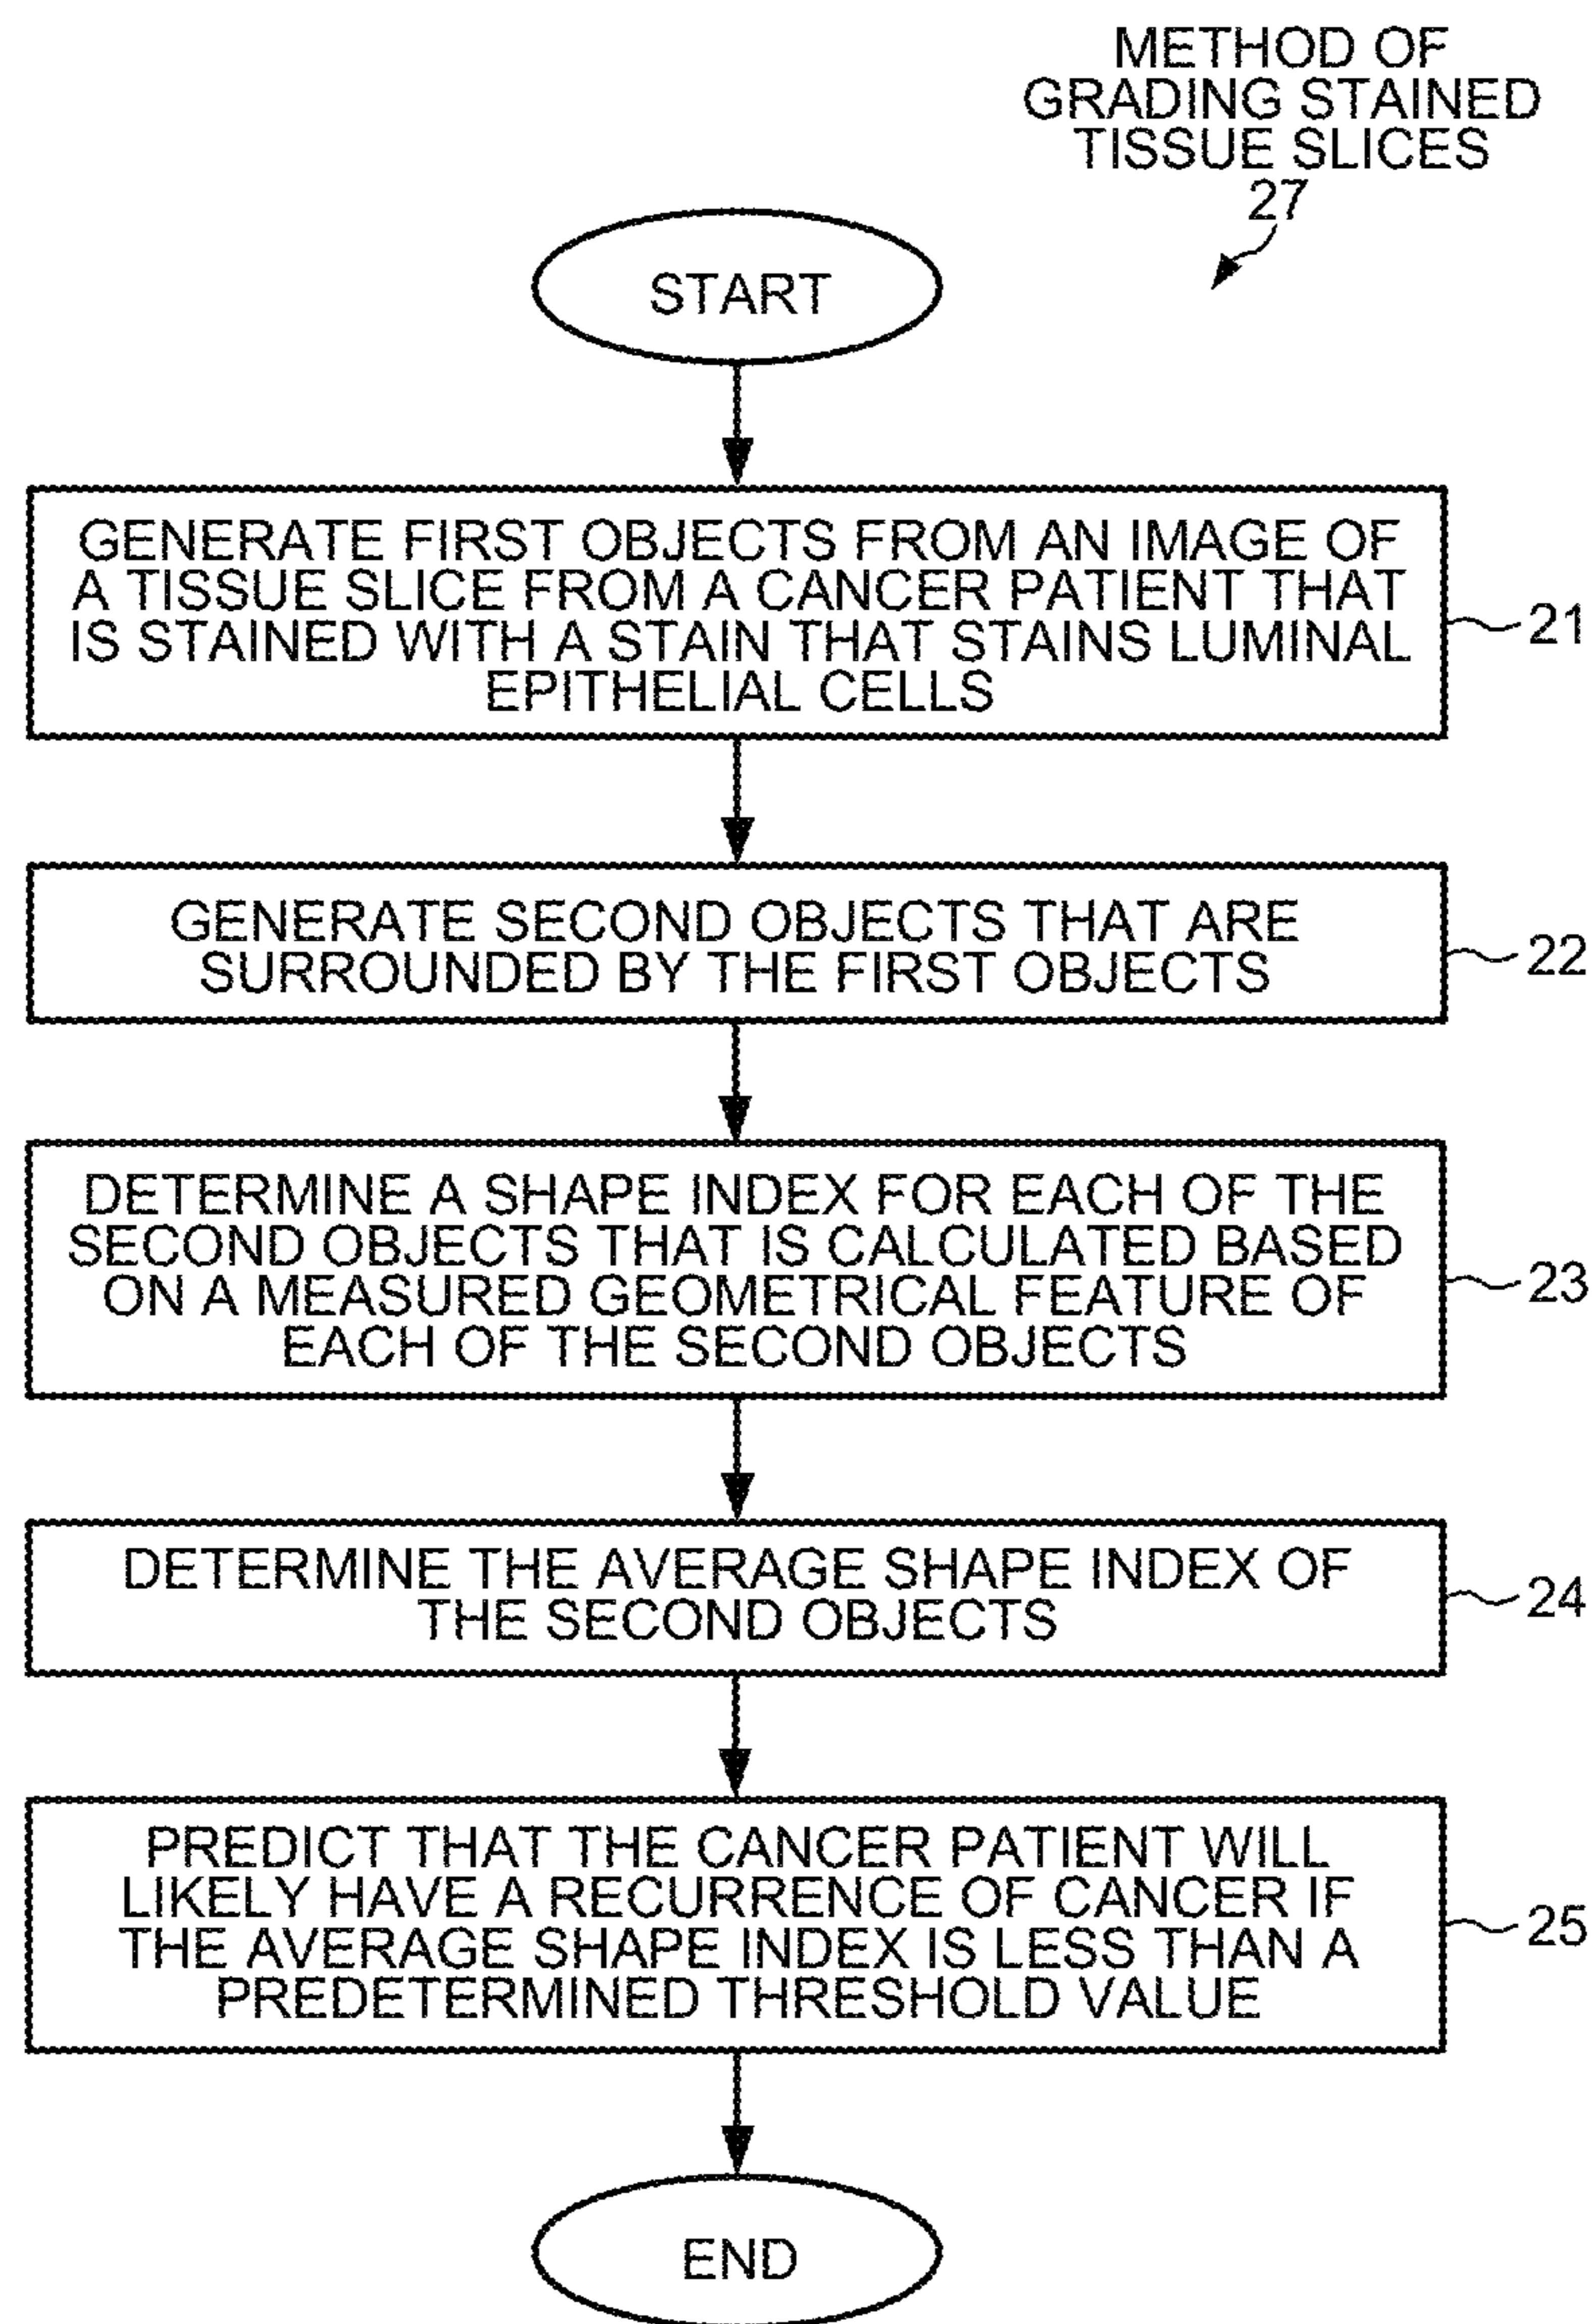 METHOD OF
GRADING STAINED
TISSUE SLICES
27
START
GENERATE FIRST OBJECTS FROM AN IMAGE OF
A TISSUE SLICE FROM A CANCER PATIENT THAT
IS STAINED WITH A STAIN THAT STAINS LUMINAL
EPITHELIAL CELLS
21
GENERATE SECOND OBJECTS THAT ARE
SURROUNDED BY THE FIRST OBJECTS
22
DETERMINE A SHAPE INDEX FOR EACH OF THE
SECOND OBJECTS THAT IS CALCULATED BASED
ON A MEASURED GEOMETRICAL FEATURE OF
EACH OF THE SECOND OBJECTS
23
DETERMINE THE AVERAGE SHAPE INDEX OF
THE SECOND OBJECTS
24
PREDICT THAT THE CANCER PATIENT WILL
LIKELY HAVE A RECURRENCE OF CANCER IF
THE AVERAGE SHAPE INDEX IS LESS THAN A
PREDETERMINED THRESHOLD VALUE
25
END